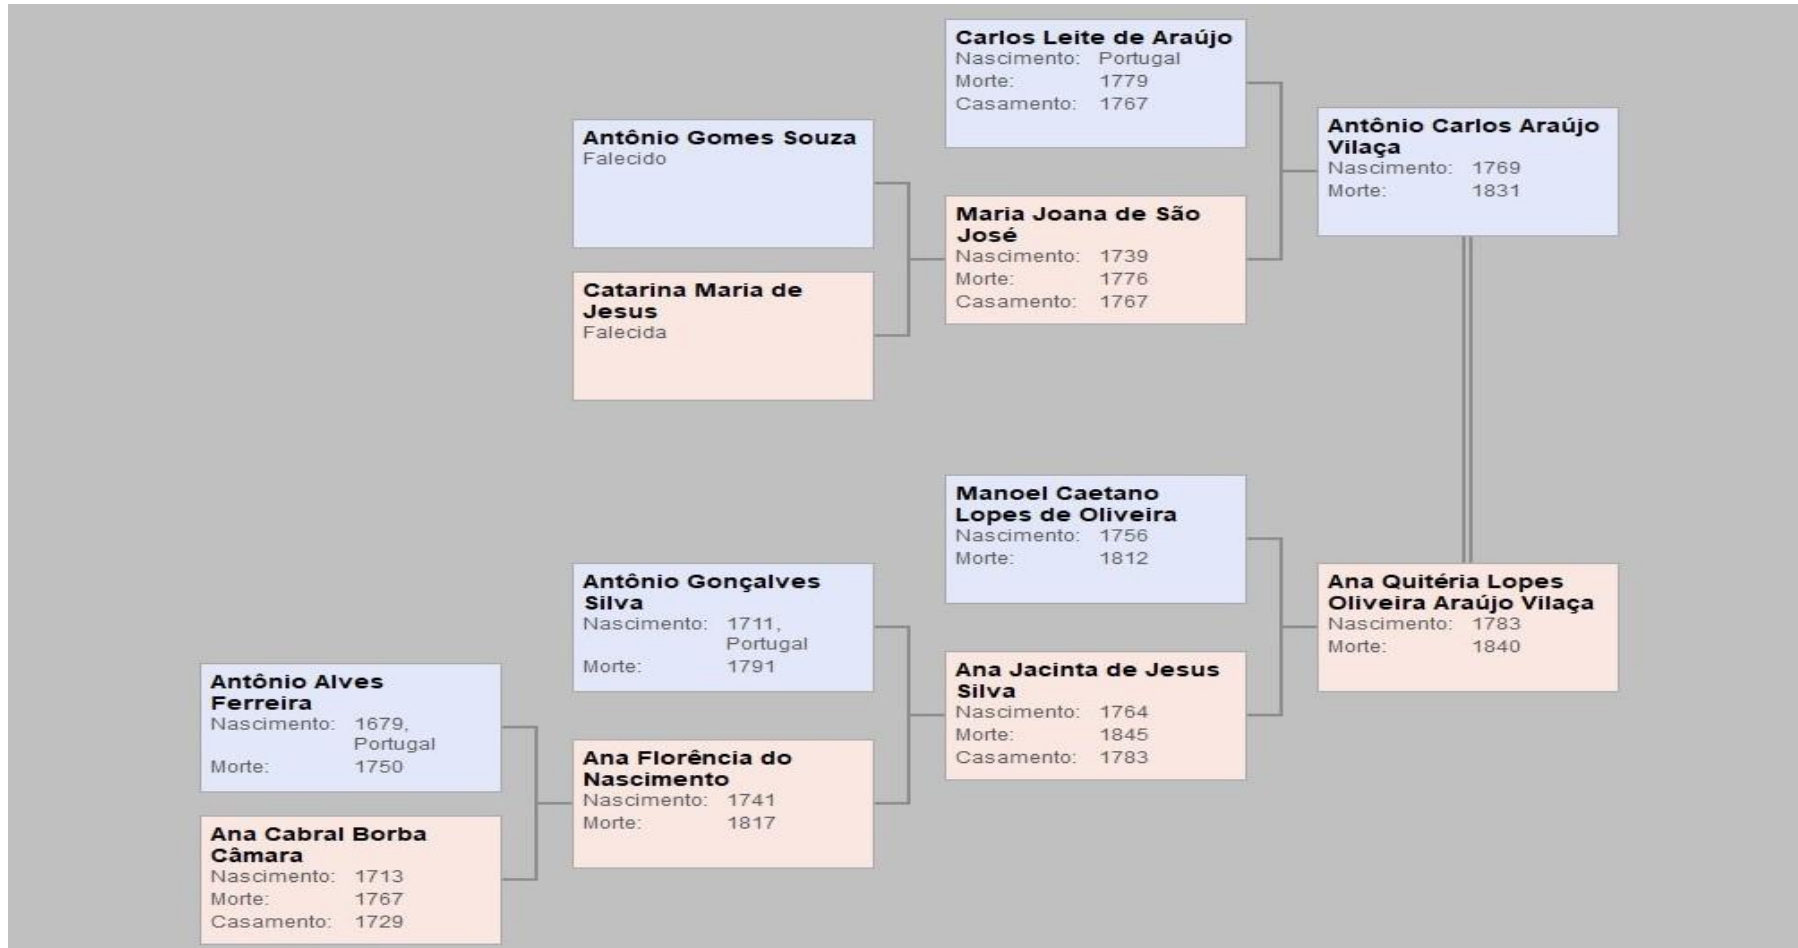 Carlos Leite de Araújo
Nascimento: Portugal
Morte: 1779
Casamento: 1767
Antônio Gomes Souza
Falecido
Antônio Carlos Araújo
Vilaça
Nascimento: 1769
Morte: 1831
Maria Joana de São
José
Nascimento: 1739
Morte: 1776
Casamento: 1767
Catarina Maria de
Jesus
Falecida
Manoel Caetano
Lopes de Oliveira
Nascimento: 1756
Morte: 1812
Antônio Gonçalves
Silva
Nascimento: 1711,
Portugal
Morte: 1791
Ana Quitéria Lopes
Oliveira Araújo Vilaça
Nascimento: 1783
Morte: 1840
Antônio Alves
Ferreira
Nascimento: 1679,
Portugal
Morte: 1750
Ana Jacinta de Jesus
Silva
Nascimento: 1764
Morte: 1845
Casamento: 1783
Ana Florência do
Nascimento
Nascimento: 1741
Morte: 1817
Ana Cabral Borba
Câmara
Nascimento: 1713
Morte: 1767
Casamento: 1729